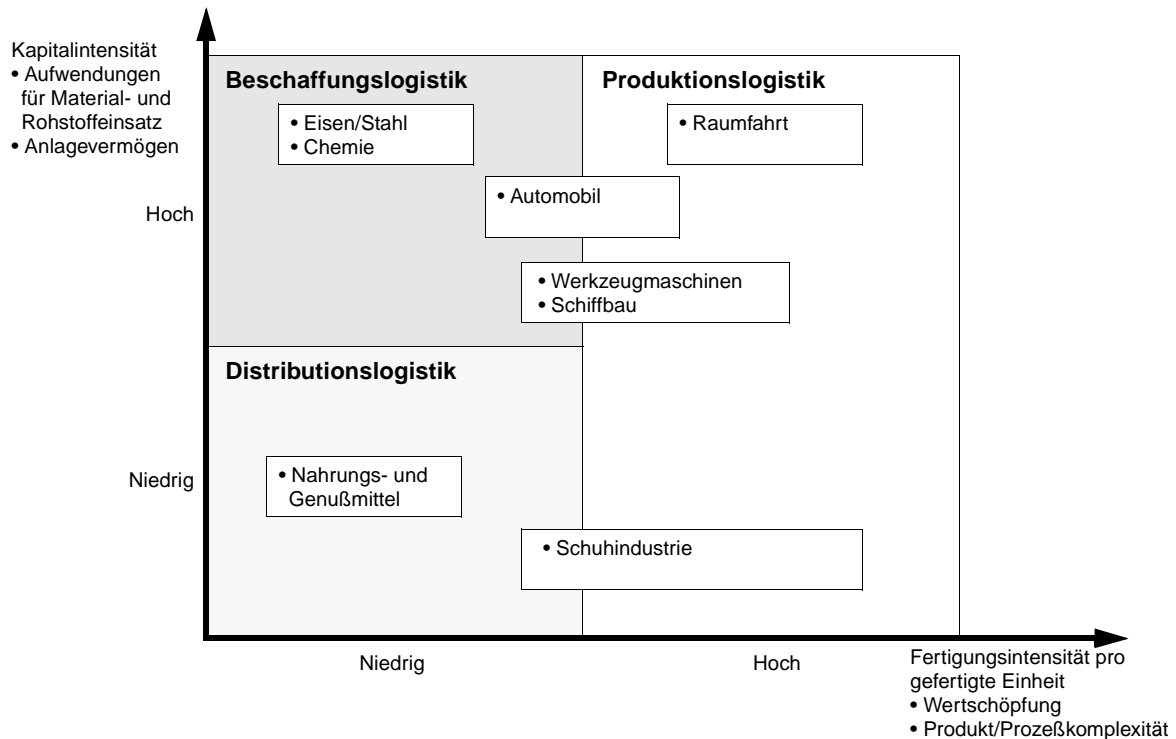 Kapitalintensität
• Aufwendungen
für Material- und
Rohstoffeinsatz
• Anlagevermögen
Hoch
Niedrig
Beschaffungslogistik
• Eisen/Stahl
• Chemie
Produktionslogistik
• Raumfahrt
• Automobil
• Werkzeugmaschinen
• Schiffbau
Distributionslogistik
• Nahrungs- und
Genußmittel
• Schuhindustrie
Niedrig
Hoch
Fertigungsintensität pro
gefertigte Einheit
• Wertschöpfung
• Produkt/Prozeßkomplexität